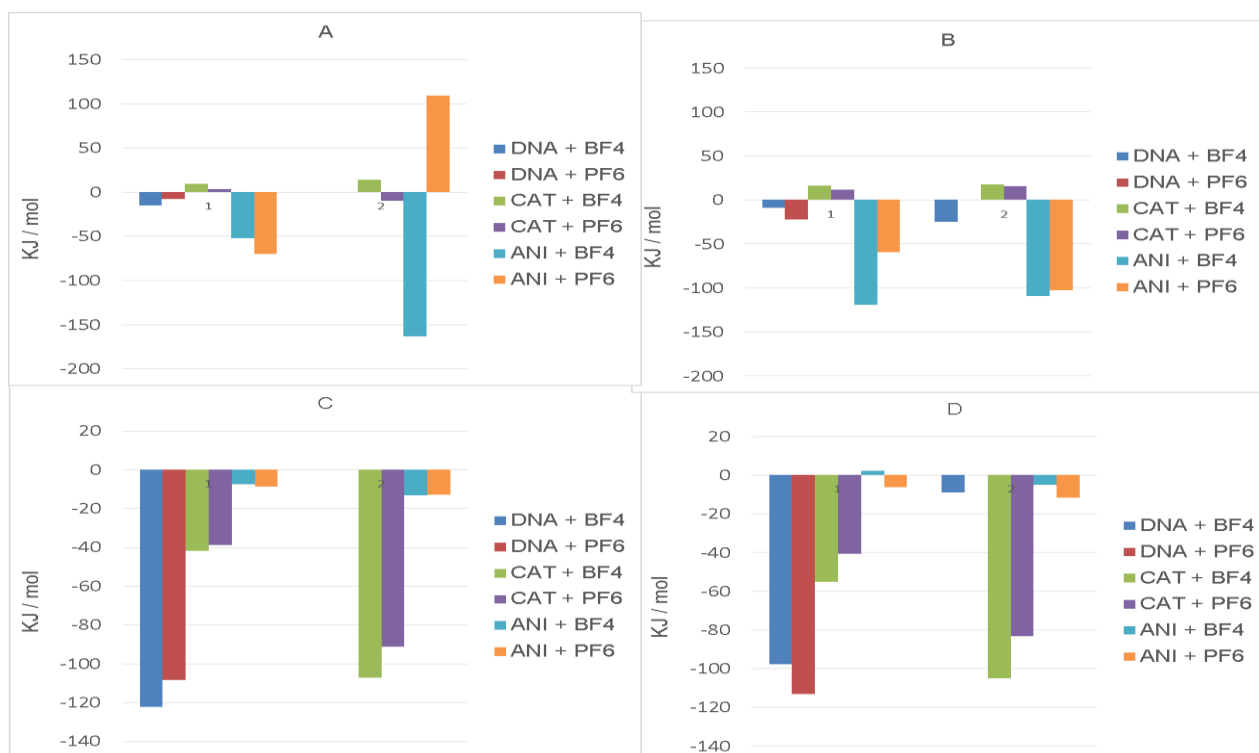 A
150
100
50
0
-50
-100
-150
-200
KJ / mol
1
2
DNA + BF4
DNA + PF6
CAT + BF4
CAT + PF6
ANI + BF4
ANI + PF6
B
150
100
50
0
-50
-100
-150
-200
KJ / mol
1
2
DNA + BF4
DNA + PF6
CAT + BF4
CAT + PF6
ANI + BF4
ANI + PF6
C
20
0
-20
-40
-60
-80
-100
-120
-140
KJ / mol
1
2
DNA + BF4
DNA + PF6
CAT + BF4
CAT + PF6
ANI + BF4
ANI + PF6
D
20
0
-20
-40
-60
-80
-100
-120
-140
KJ / mol
1
2
DNA + BF4
DNA + PF6
CAT + BF4
CAT + PF6
ANI + BF4
ANI + PF6